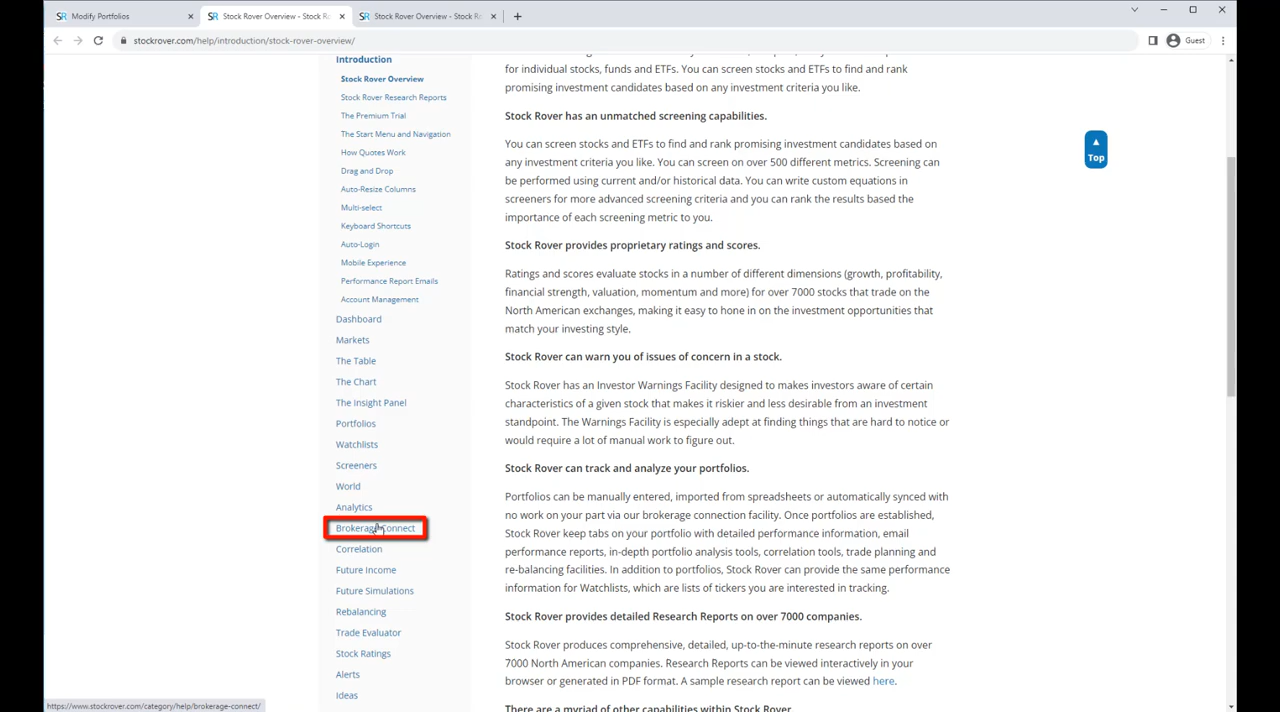 Modify Portfolios
SR Stock Rover Overview - Stock Ro
SR Stock Rover Overview - Stock Ro
stockrover.com/help/introduction/stock-rover-overview/
Guest
Introduction
Stock Rover Overview
Stock Rover Research Reports
The Premium Trial
The Start Menu and Navigation
How Quotes Work
Drag and Drop
Auto-Resize Columns
Multi-select
Keyboard Shortcuts
Auto-Login
Mobile Experience
Performance Report Emails
Account Management
Dashboard
Markets
The Table
The Chart
The Insight Panel
Portfolios
Watchlists
Screeners
World
Analytics
Brokerage Connect
Correlation
Future Income
Future Simulations
Rebalancing
Trade Evaluator
Stock Ratings
Alerts
Ideas
for individual stocks, funds and ETFs. You can screen stocks and ETFs to find and rank
promising investment candidates based on any investment criteria you like.
Stock Rover has an unmatched screening capabilities.
You can screen stocks and ETFs to find and rank promising investment candidates based on
any investment criteria you like. You can screen on over 500 different metrics. Screening can
be performed using current and/or historical data. You can write custom equations in
screeners for more advanced screening criteria and you can rank the results based the
importance of each screening metric to you.
Stock Rover provides proprietary ratings and scores.
Ratings and scores evaluate stocks in a number of different dimensions (growth, profitability,
financial strength, valuation, momentum and more) for over 7000 stocks that trade on the
North American exchanges, making it easy to hone in on the investment opportunities that
match your investing style.
Stock Rover can warn you of issues of concern in a stock.
Stock Rover has an Investor Warnings Facility designed to makes investors aware of certain
characteristics of a given stock that makes it riskier and less desirable from an investment
standpoint. The Warnings Facility is especially adept at finding things that are hard to notice or
would require a lot of manual work to figure out.
Stock Rover can track and analyze your portfolios.
Portfolios can be manually entered, imported from spreadsheets or automatically synced with
no work on your part via our brokerage connection facility. Once portfolios are established,
Stock Rover keep tabs on your portfolio with detailed performance information, email
performance reports, in-depth portfolio analysis tools, correlation tools, trade planning and
re-balancing facilities. In addition to portfolios, Stock Rover can provide the same performance
information for Watchlists, which are lists of tickers you are interested in tracking.
Stock Rover provides detailed Research Reports on over 7000 companies.
Stock Rover produces comprehensive, detailed, up-to-the-minute research reports on over
7000 North American companies. Research Reports can be viewed interactively in your
browser or generated in PDF format. A sample research report can be viewed here.
There are a myriad of other capabilities within Stock Rover.
Top
https://www.stockrover.com/category/help/brokerage-connect/